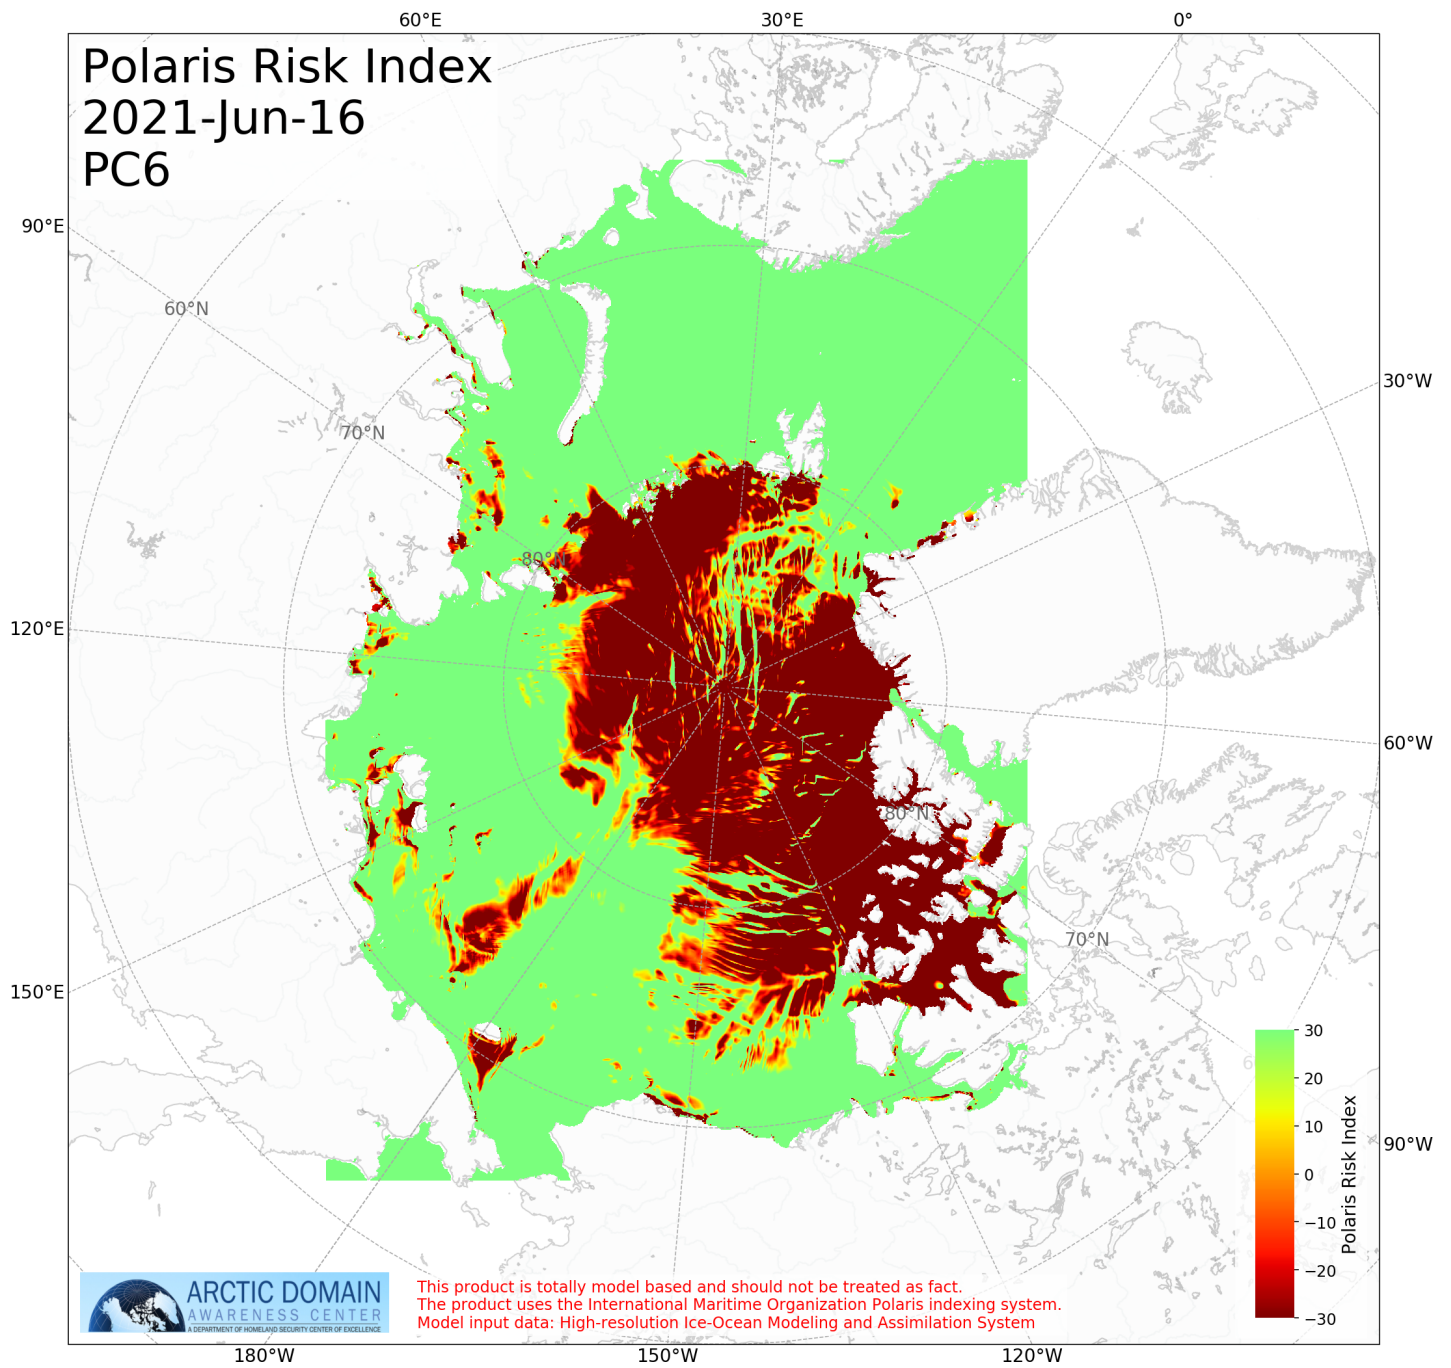 60°E 30°E 0°
Polaris Risk Index
2021-Jun-16
PC6
90°E
60°N
30°W
70°N
80°N
120°E
60°W
80°N
70°N
150°E
30
20
10
0
−10
−20
−30
Polaris Risk Index
90°W
ARCTIC DOMAIN
AWARENESS CENTER
A DEPARTMENT OF HOMELAND SECURITY CENTER OF EXCELLENCE
This product is totally model based and should not be treated as fact.
The product uses the International Maritime Organization Polaris indexing system.
Model input data: High-resolution Ice-Ocean Modeling and Assimilation System
180°W 150°W 120°W